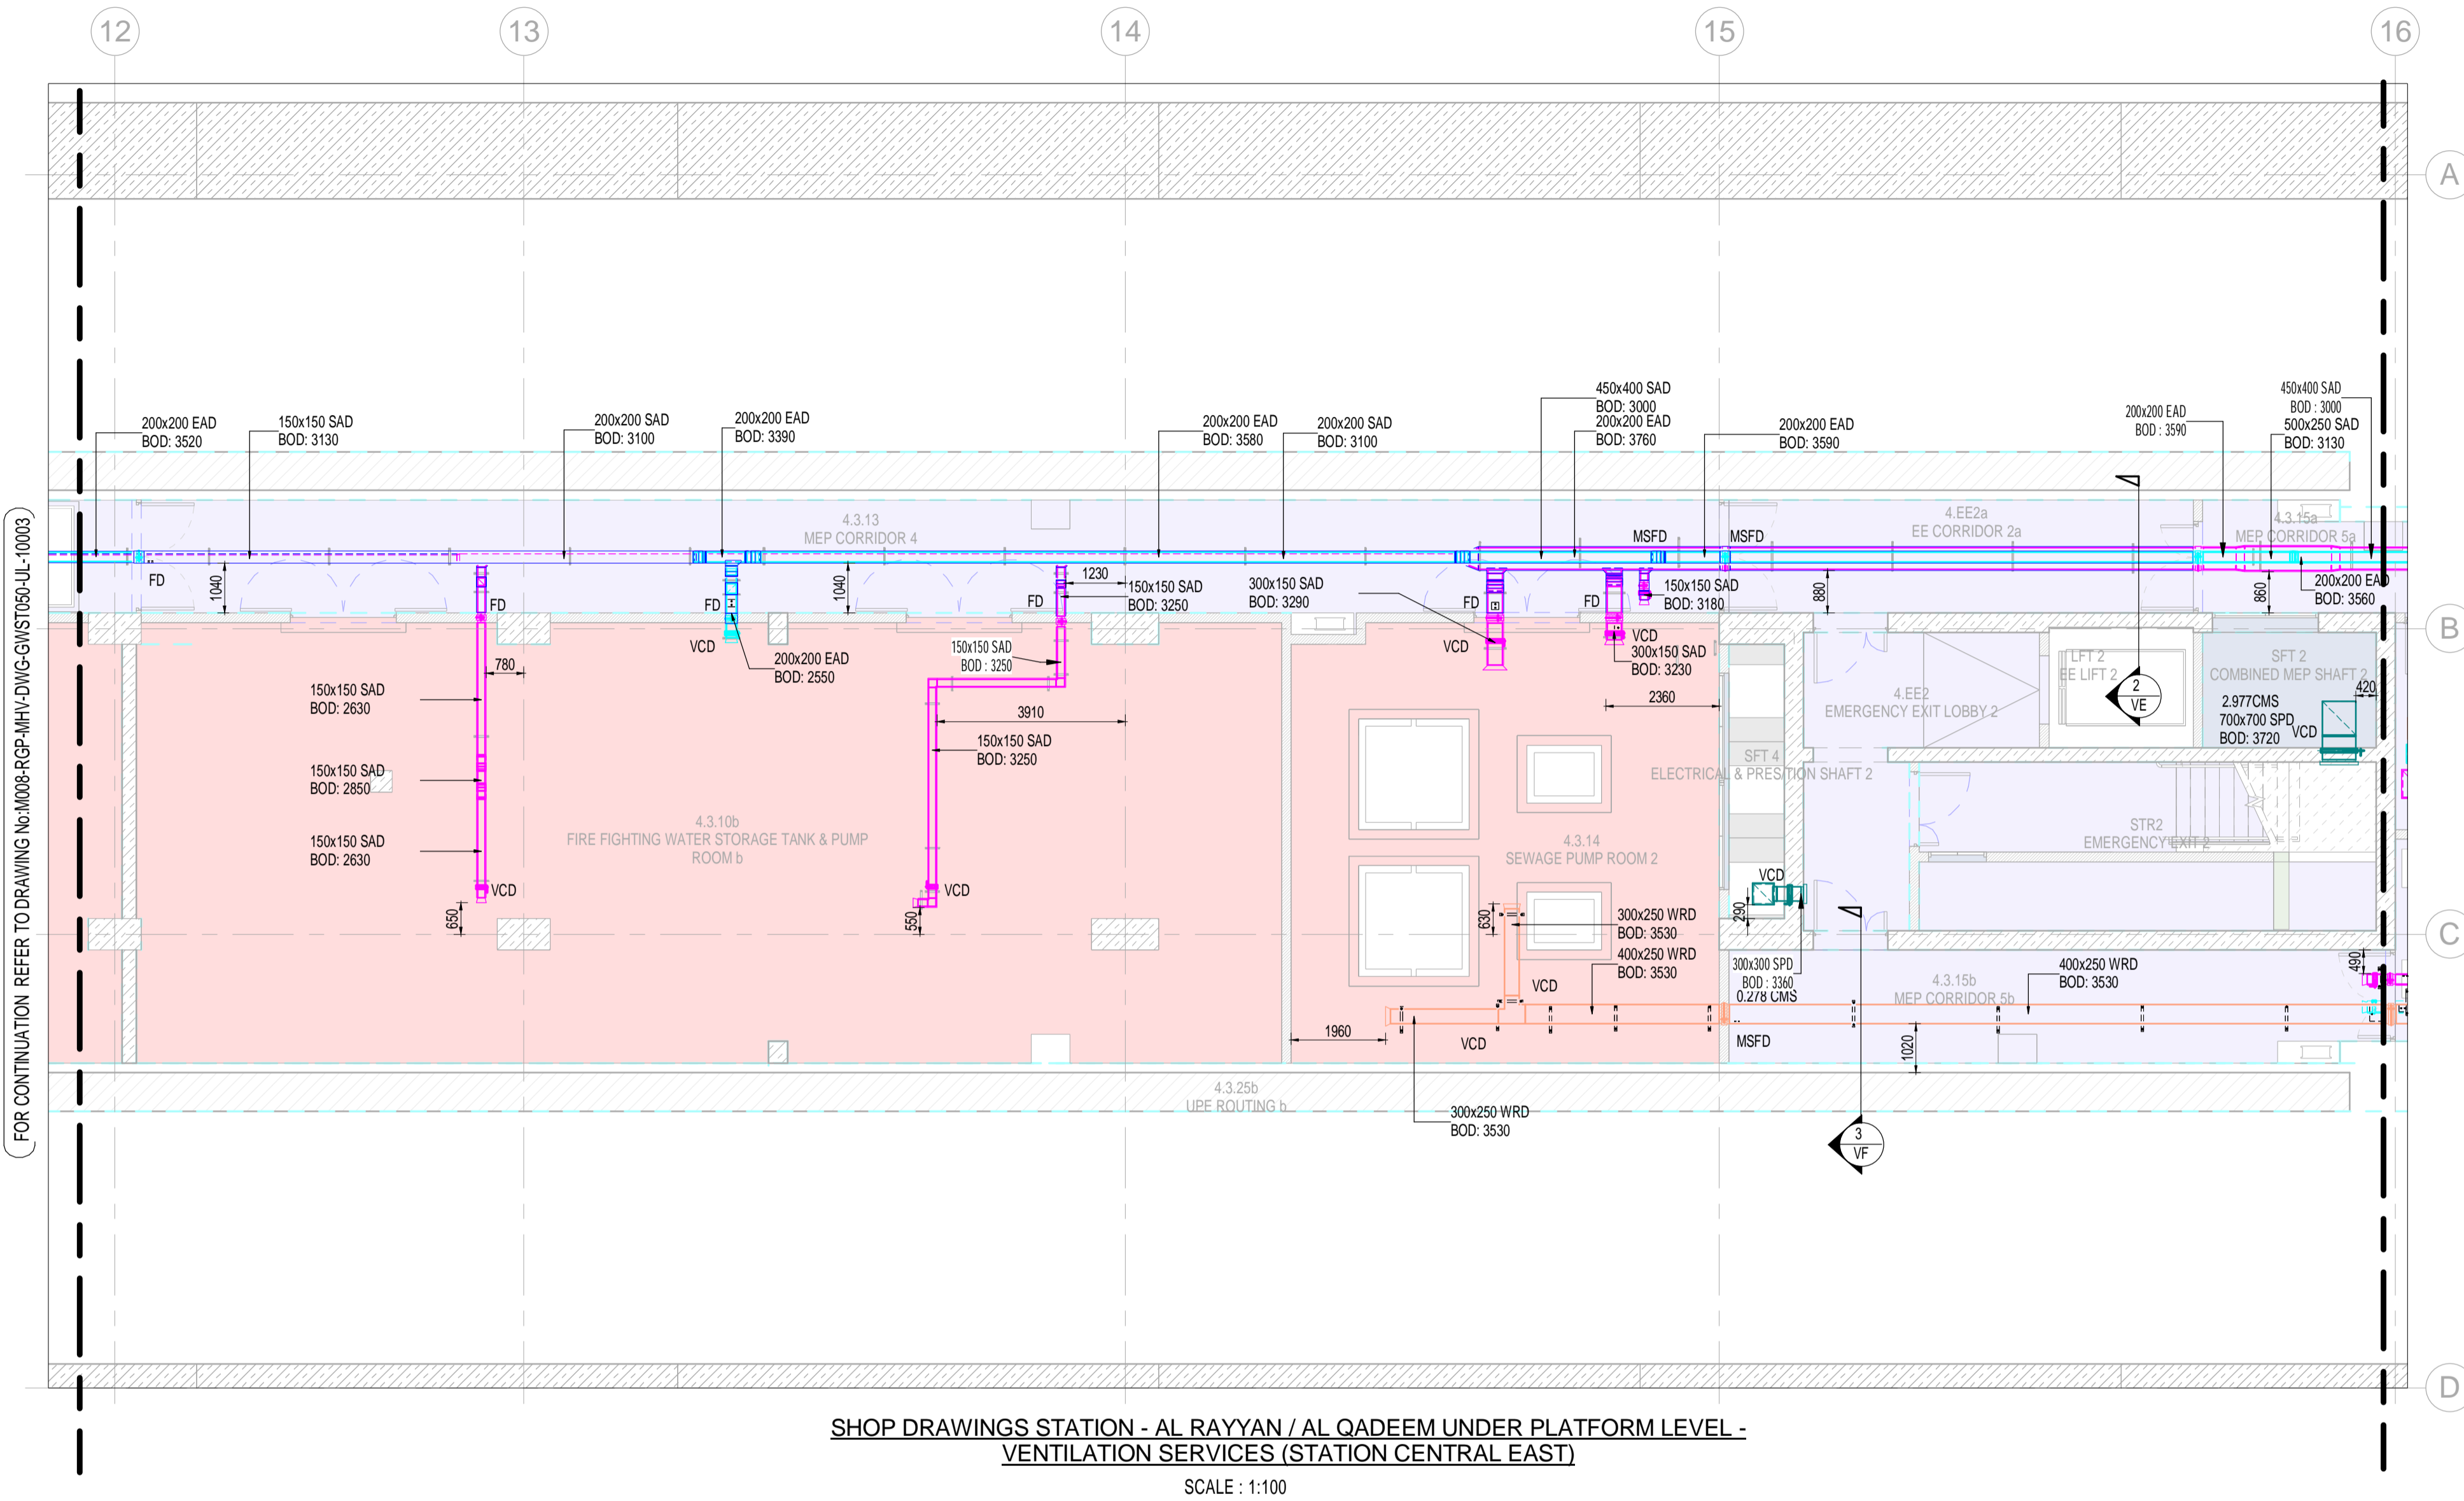 12
13
14
15
16
A
450x400 SAD
BOD: 3000
200x200 EAD
BOD: 3760
450x400 SAD
BOD : 3000
200x200 EAD
BOD: 3520
150x150 SAD
BOD: 3130
200x200 SAD
BOD: 3100
200x200 EAD
BOD: 3390
200x200 EAD
BOD: 3580
200x200 SAD
BOD: 3100
200x200 EAD
BOD: 3590
200x200 EAD
BOD : 3590
500x250 SAD
BOD: 3130
4.3.13
MEP CORRIDOR 4
4.EE2a
EE CORRIDOR 2a
4.3.15a
MEP CORRIDOR 5a
MSFD
MSFD
FD
1040
FD
FD
1040
FD
1230
150x150 SAD
BOD: 3250
300x150 SAD
BOD: 3290
FD
FD
150x150 SAD
BOD: 3180
880
860
200x200 EAD
BOD: 3560
B
VCD
200x200 EAD
BOD: 2550
150x150 SAD
BOD : 3250
VCD
VCD
300x150 SAD
BOD: 3230
780
150x150 SAD
BOD: 2630
3910
2360
LFT 2
EE LIFT 2
SFT 2
COMBINED MEP SHAFT 2
420
2
VE
4.EE2
EMERGENCY EXIT LOBBY 2
2.977CMS
700x700 SPD
BOD: 3720
VCD
150x150 SAD
BOD: 3250
SFT 4
ELECTRICAL & PRES/TION SHAFT 2
150x150 SAD
BOD: 2850
4.3.10b
FIRE FIGHTING WATER STORAGE TANK & PUMP
ROOM b
150x150 SAD
BOD: 2630
4.3.14
SEWAGE PUMP ROOM 2
STR2
EMERGENCY EXIT 2
VCD
VCD
VCD
650
550
630
290
300x250 WRD
BOD: 3530
400x250 WRD
BOD: 3530
C
300x300 SPD
BOD : 3360
0.278 CMS
490
4.3.15b
MEP CORRIDOR 5b
400x250 WRD
BOD: 3530
VCD
1960
VCD
MSFD
1020
4.3.25b
UPE ROUTING b
300x250 WRD
BOD: 3530
3
VF
FOR CONTINUATION REFER TO DRAWING No:M008-RGP-MHV-DWG-GWST050-UL-10003
D
SHOP DRAWINGS STATION - AL RAYYAN / AL QADEEM UNDER PLATFORM LEVEL -
VENTILATION SERVICES (STATION CENTRAL EAST)
SCALE : 1:100